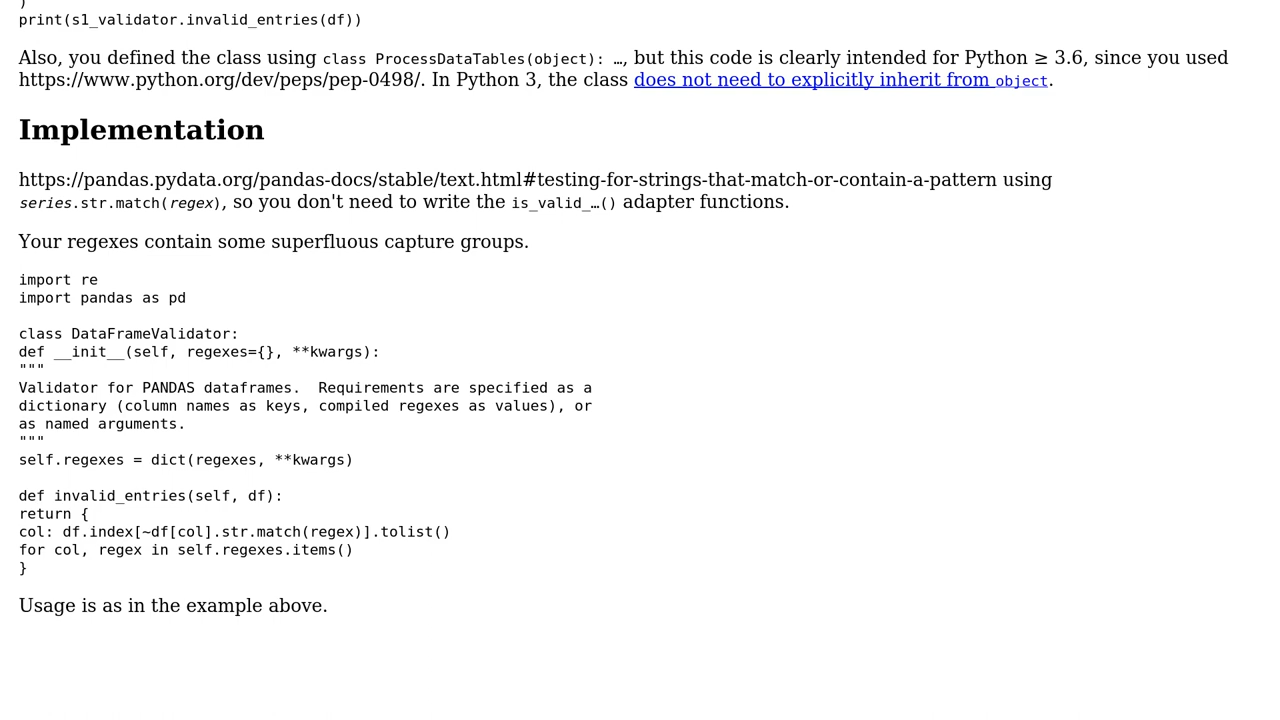 )
print(s1_validator.invalid_entries(df))
Also, you defined the class using class ProcessDataTables(object): …, but this code is clearly intended for Python ≥ 3.6, since you used
https://www.python.org/dev/peps/pep-0498/. In Python 3, the class does not need to explicitly inherit from object.
Implementation
https://pandas.pydata.org/pandas-docs/stable/text.html#testing-for-strings-that-match-or-contain-a-pattern using
series.str.match(regex), so you don't need to write the is_valid_…() adapter functions.
Your regexes contain some superfluous capture groups.
import re
import pandas as pd
class DataFrameValidator:
def __init__(self, regexes={}, **kwargs):
"""
Validator for PANDAS dataframes.  Requirements are specified as a
dictionary (column names as keys, compiled regexes as values), or
as named arguments.
"""
self.regexes = dict(regexes, **kwargs)
def invalid_entries(self, df):
return {
col: df.index[~df[col].str.match(regex)].tolist()
for col, regex in self.regexes.items()
}
Usage is as in the example above.